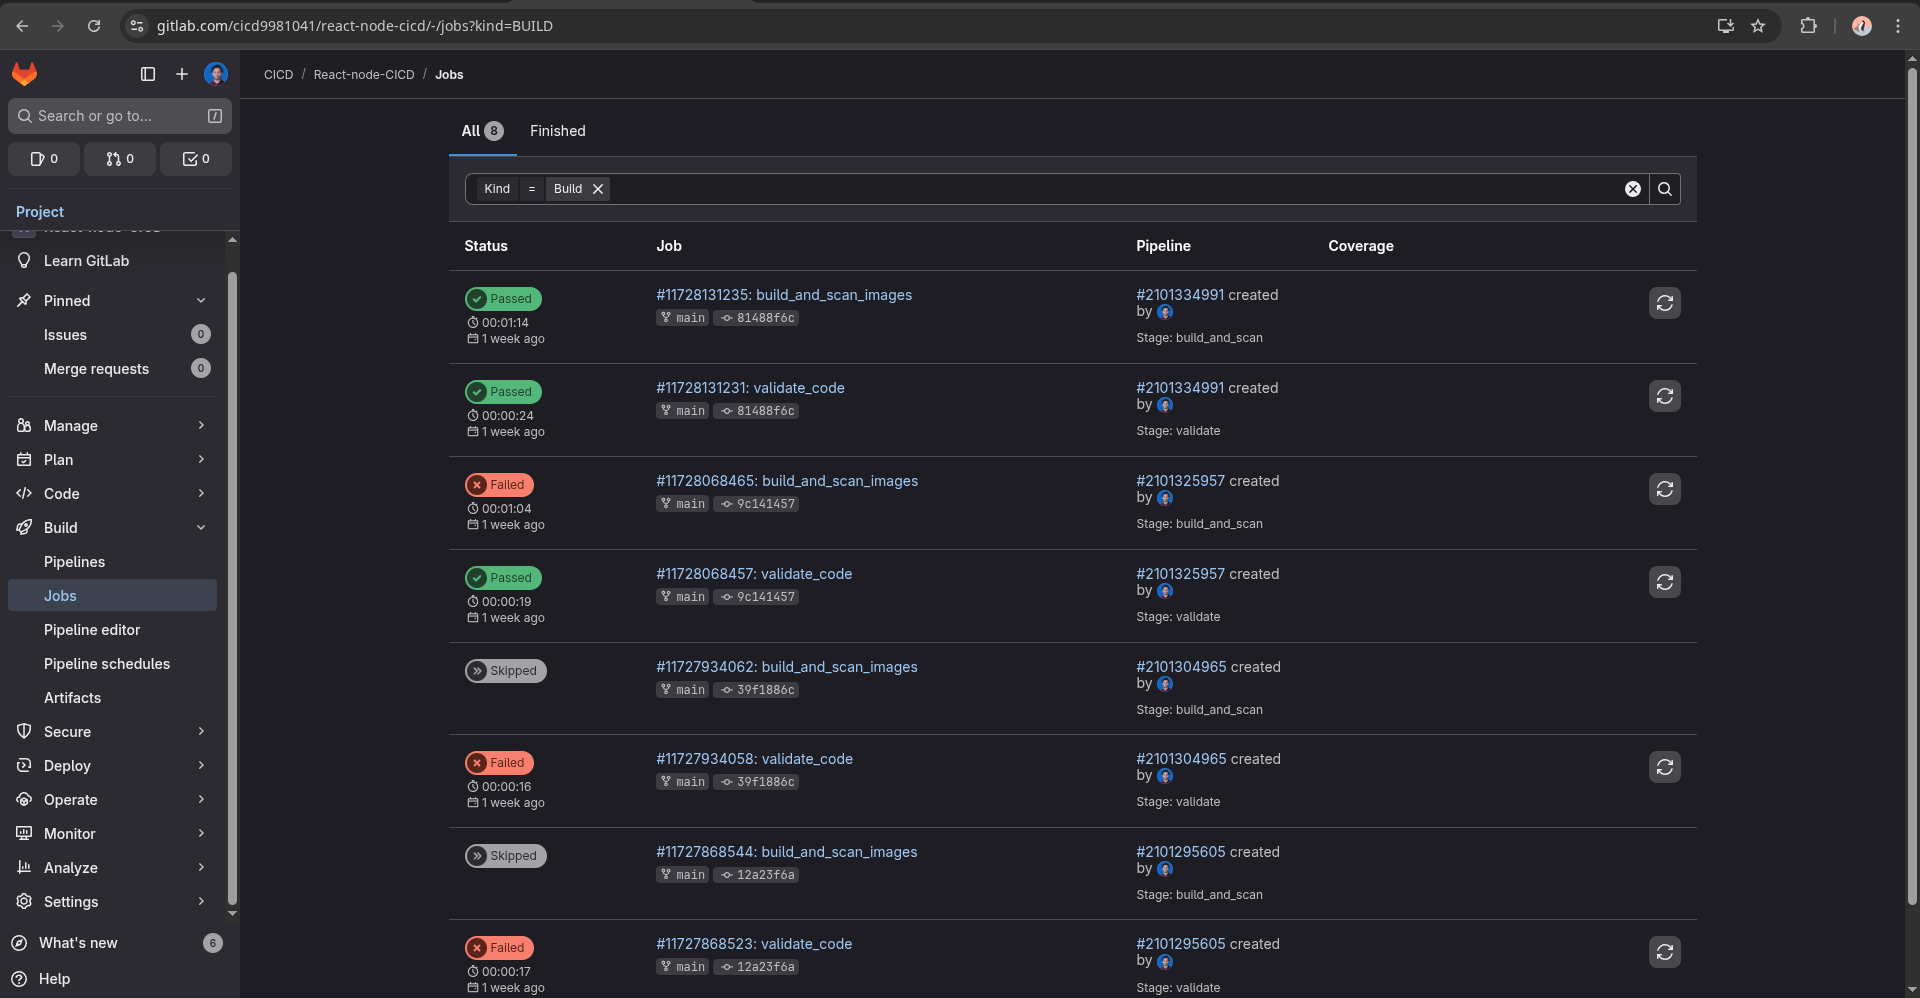 gitlab.com/cicd9981041/react-node-cicd/-/jobs?kind=BUILD
Search or go to...
/
0
0
0
Project
Learn GitLab
Pinned
Issues 0
Merge requests 0
Manage
Plan
Code
Build
Pipelines
Jobs
Pipeline editor
Pipeline schedules
Artifacts
Secure
Deploy
Operate
Monitor
Analyze
Settings
What's new 6
Help
CICD / React-node-CICD / Jobs
All 8 Finished
Kind = Build
Status Job Pipeline Coverage
Passed
00:01:14
1 week ago
#11728131235: build_and_scan_images
main 81488f6c
#2101334991 created
by
Stage: build_and_scan
Passed
00:00:24
1 week ago
#11728131231: validate_code
main 81488f6c
#2101334991 created
by
Stage: validate
Failed
00:01:04
1 week ago
#11728068465: build_and_scan_images
main 9c141457
#2101325957 created
by
Stage: build_and_scan
Passed
00:00:19
1 week ago
#11728068457: validate_code
main 9c141457
#2101325957 created
by
Stage: validate
Skipped
#11727934062: build_and_scan_images
main 39f1886c
#2101304965 created
by
Stage: build_and_scan
Failed
00:00:16
1 week ago
#11727934058: validate_code
main 39f1886c
#2101304965 created
by
Stage: validate
Skipped
#11727868544: build_and_scan_images
main 12a23f6a
#2101295605 created
by
Stage: build_and_scan
Failed
00:00:17
1 week ago
#11727868523: validate_code
main 12a23f6a
#2101295605 created
by
Stage: validate